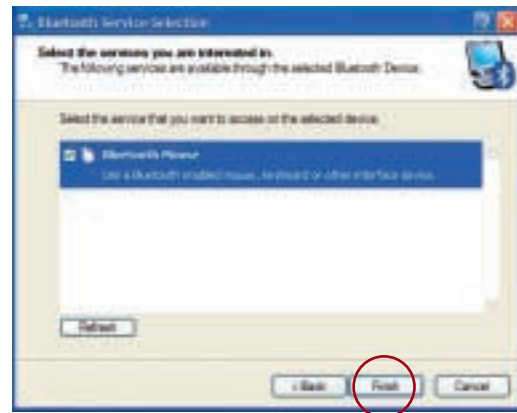 Bluetooth Service Selection
Select the services you are interested in.
The following services are available through the selected Bluetooth Device.
Select the service that you want to access on the selected device.
Bluetooth Mouse
Use a Bluetooth enabled mouse, keyboard or other interface device.
Refresh
< Back
Finish
Cancel